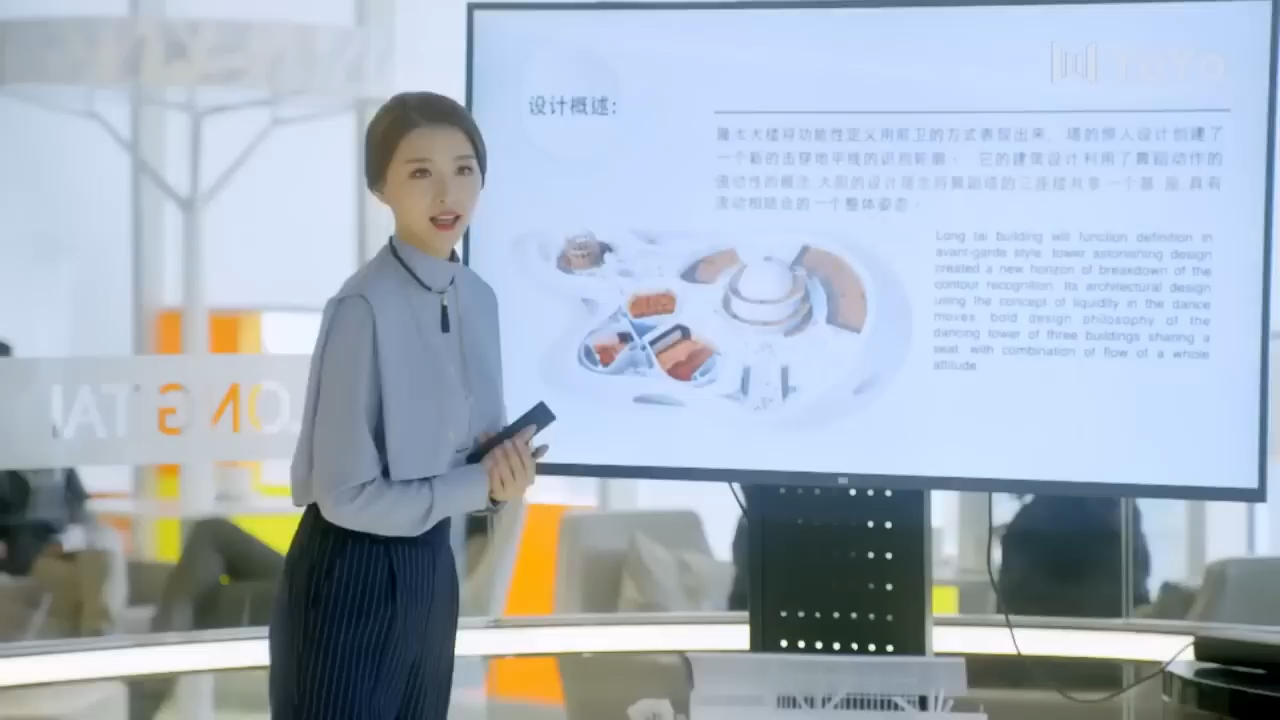 YOYO
设计概述:
隆太大楼将功能性定义用前卫的方式表现出来. 塔的惊人设计创建了
一个新的击穿地平线的识别轮廓. 它的建筑设计利用了舞蹈动作的
流动性的概念.大胆的设计理念将舞蹈塔的三座楼共享一个基 座,具有
流动相结合的一个整体姿态.
Long tai building will function definition in
avant-garde style. tower astonishing design
created a new horizon of breakdown of the
contour recognition. Its architectural design
using the concept of liquidity in the dance
moves. bold design philosophy of the
dancing tower of three buildings sharing a
seat. with combination of flow of a whole
attitude.
LONG TAI